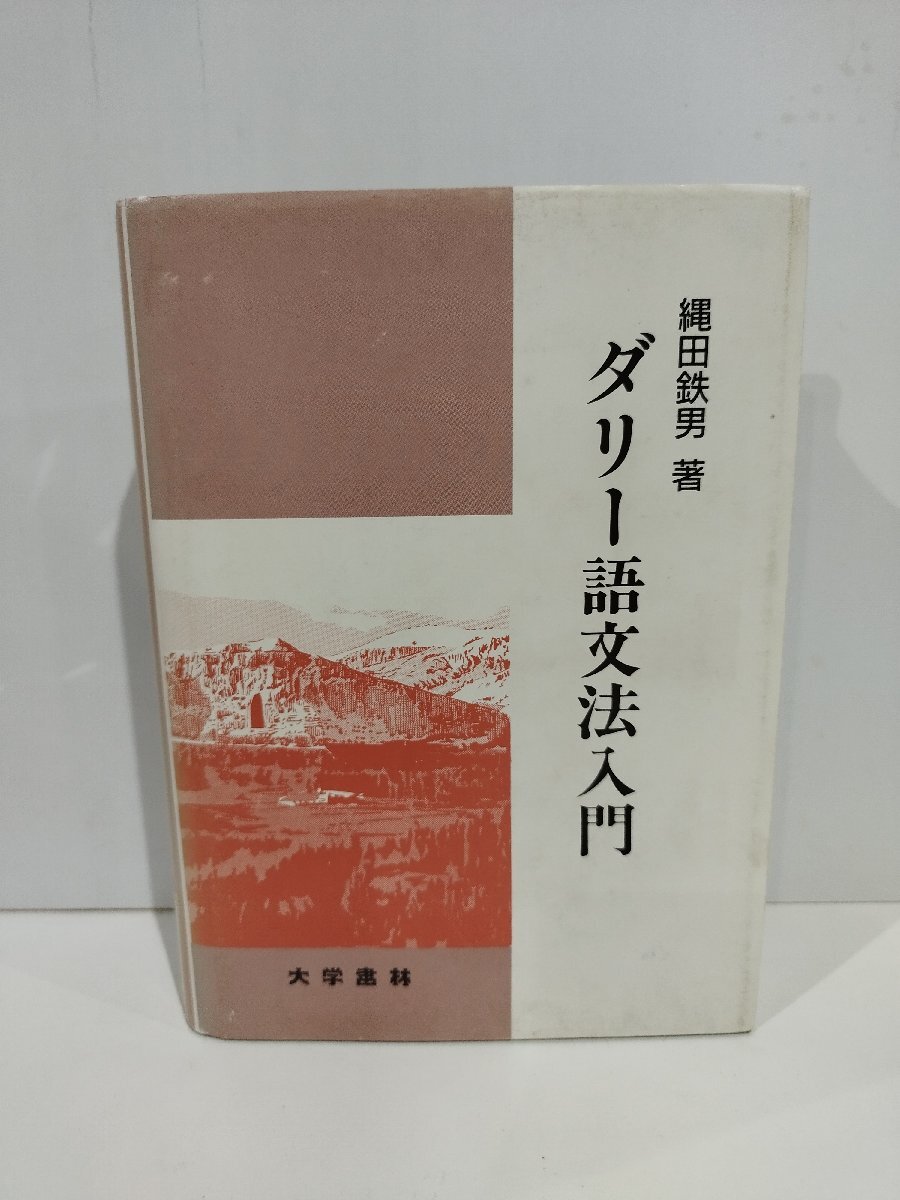 縄田鉄男 著
ダリー語文法入門
大学書林